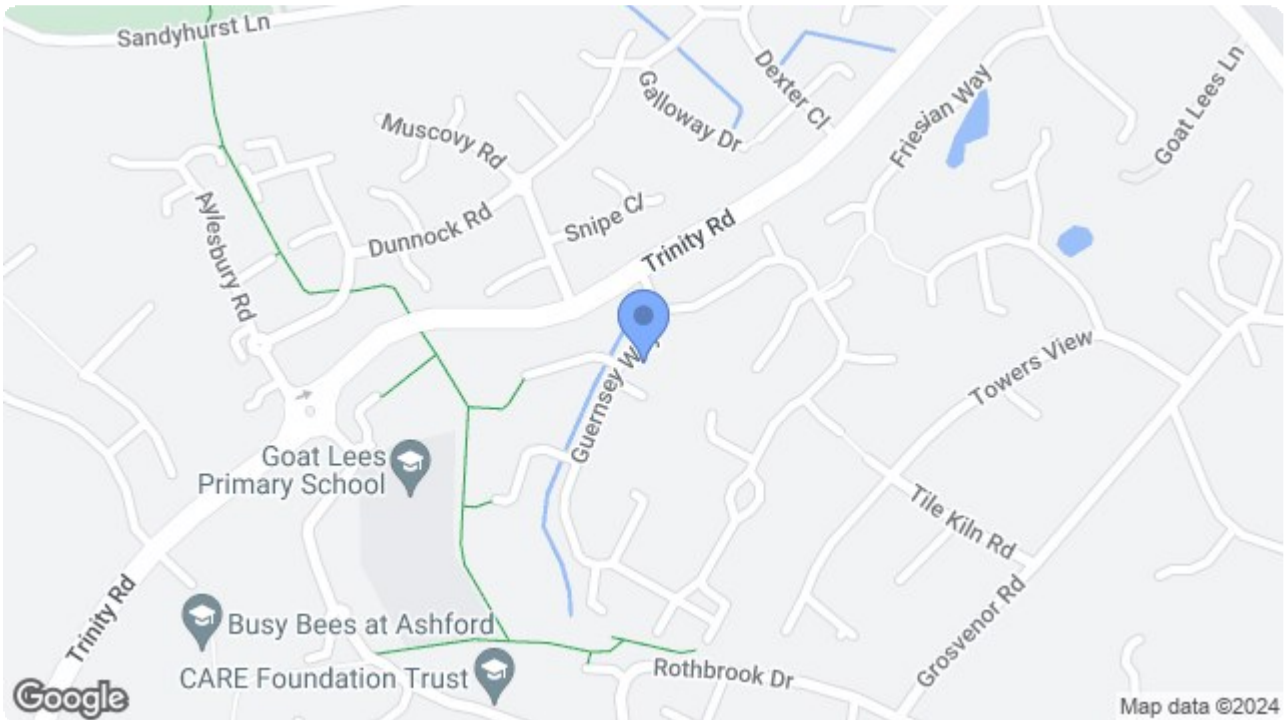 Sandyhurst Ln
Galloway Dr
Dexter Cl
Friesian Way
Goat Lees Ln
Muscovy Rd
Snipe Cl
Aylesbury Rd
Dunnock Rd
Trinity Rd
Guernsey Way
Towers View
Goat Lees
Primary School
Tile Kiln Rd
Trinity Rd
Busy Bees at Ashford
Grosvenor Rd
CARE Foundation Trust
Rothbrook Dr
Google
Map data ©2024